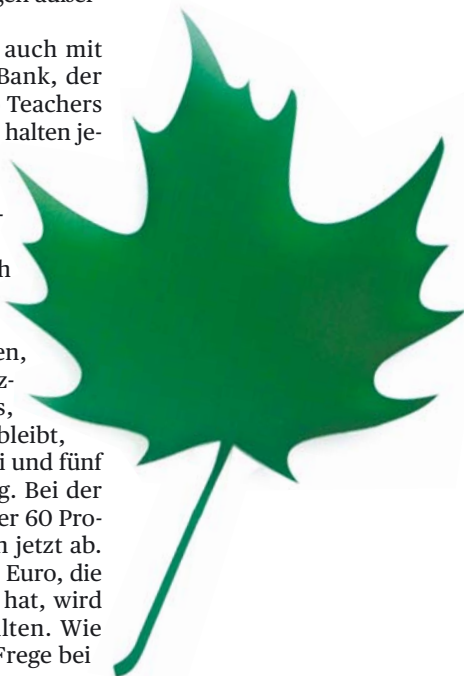 auch mit
Bank, der
Teachers
halten je-
-
h
en,
z-
s,
bleibt,
i und fünf
g. Bei der
er 60 Pro-
n jetzt ab.
Euro, die
hat, wird
lten. Wie
Frege bei